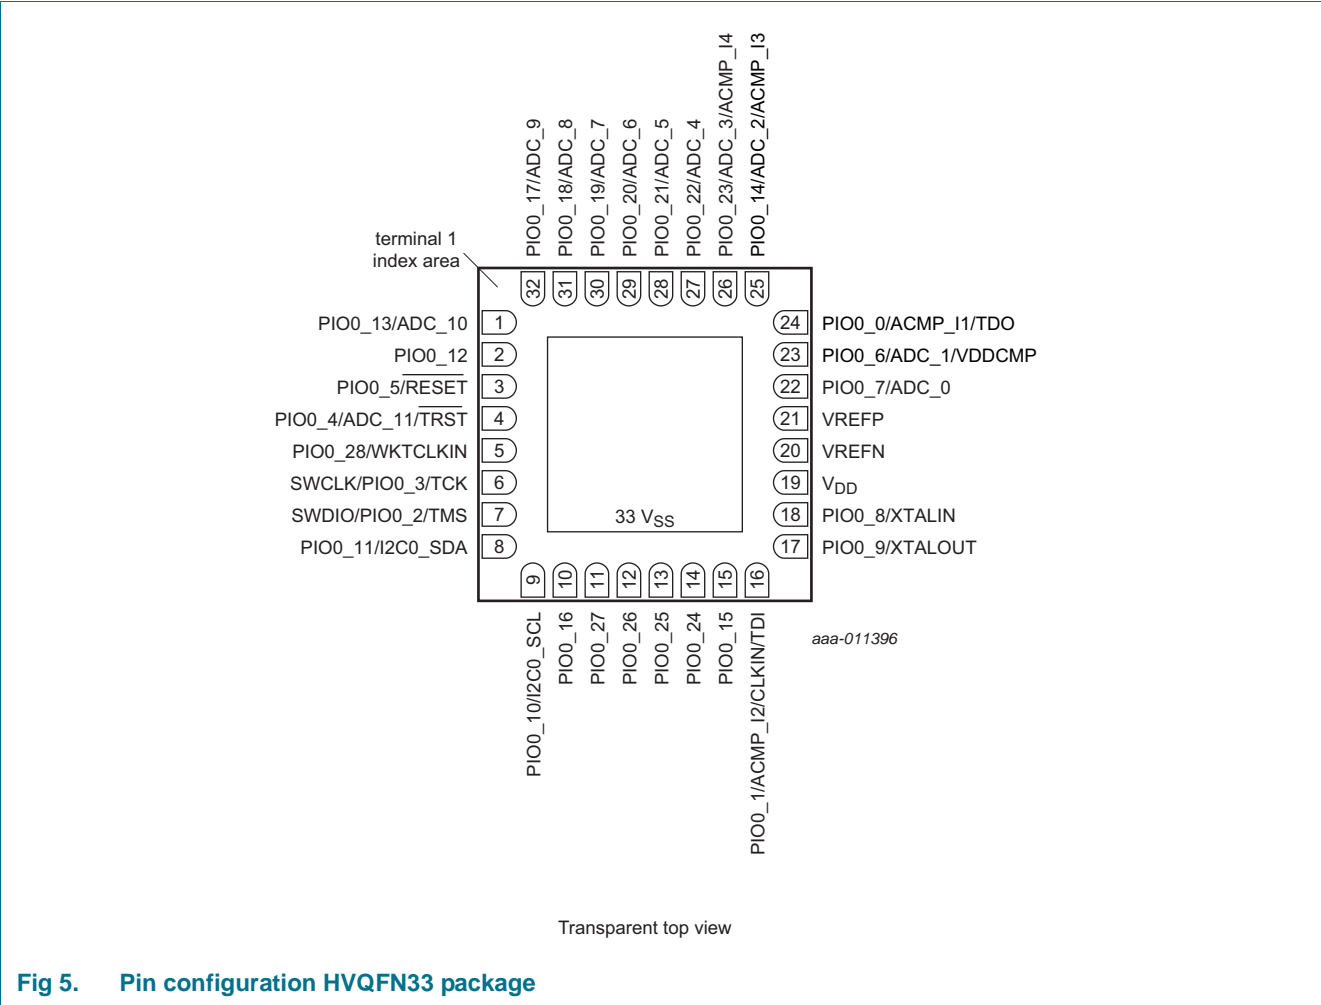 PIO0_17/ADC_9
PIO0_18/ADC_8
PIO0_19/ADC_7
PIO0_20/ADC_6
PIO0_21/ADC_5
PIO0_22/ADC_4
PIO0_23/ADC_3/ACMP_I4
PIO0_14/ADC_2/ACMP_I3
terminal 1
index area
32 31 30 29 28 27 26 25
PIO0_13/ADC_10 1
PIO0_12 2
PIO0_5/RESET 3
PIO0_4/ADC_11/TRST 4
PIO0_28/WKTCLKIN 5
SWCLK/PIO0_3/TCK 6
SWDIO/PIO0_2/TMS 7
PIO0_11/I2C0_SDA 8
33 VSS
24 PIO0_0/ACMP_I1/TDO
23 PIO0_6/ADC_1/VDDCMP
22 PIO0_7/ADC_0
21 VREFP
20 VREFN
19 VDD
18 PIO0_8/XTALIN
17 PIO0_9/XTALOUT
9 10 11 12 13 14 15 16
PIO0_10/I2C0_SCL
PIO0_16
PIO0_27
PIO0_26
PIO0_25
PIO0_24
PIO0_15
PIO0_1/ACMP_I2/CLKIN/TDI
aaa-011396
Transparent top view
Fig 5. Pin configuration HVQFN33 package